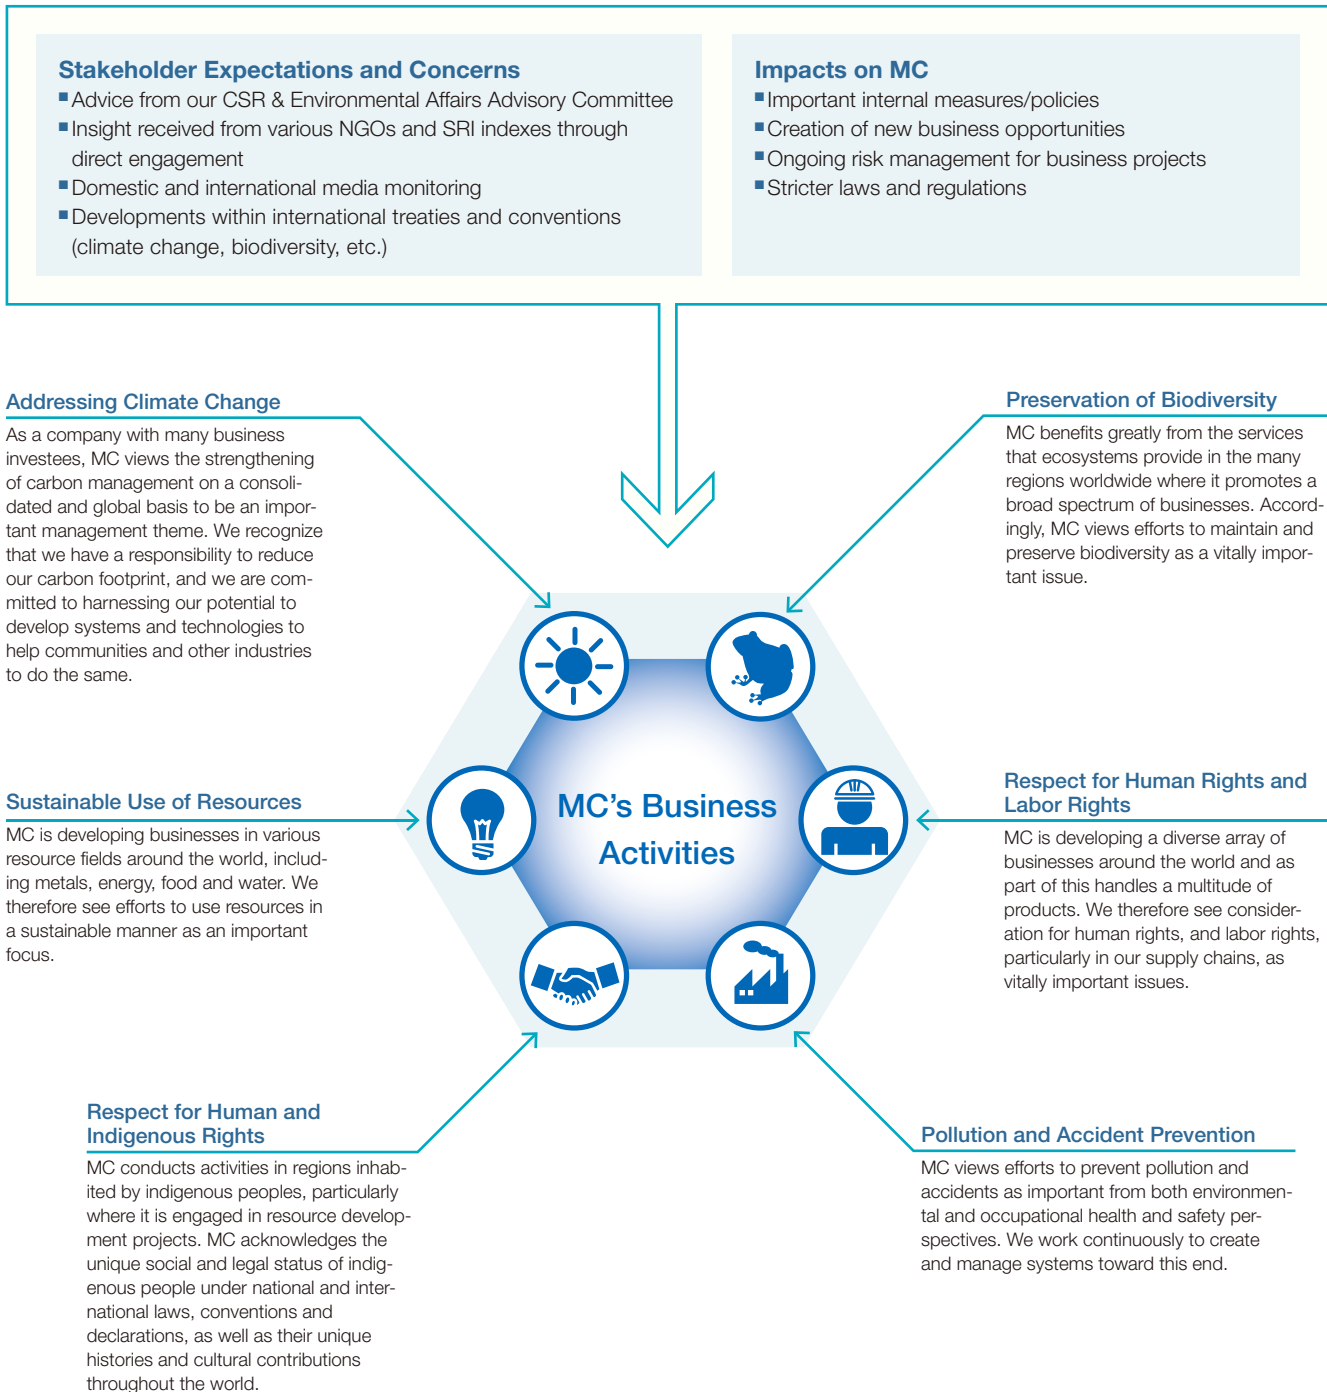 Stakeholder Expectations and Concerns
■Advice from our CSR & Environmental Affairs Advisory Committee
■Insight received from various NGOs and SRI indexes through
direct engagement
■Domestic and international media monitoring
■Developments within international treaties and conventions
(climate change, biodiversity, etc.)
Impacts on MC
■Important internal measures/policies
■Creation of new business opportunities
■Ongoing risk management for business projects
■Stricter laws and regulations
Addressing Climate Change
As a company with many business
investees, MC views the strengthening
of carbon management on a consoli-
dated and global basis to be an impor-
tant management theme. We recognize
that we have a responsibility to reduce
our carbon footprint, and we are com-
mitted to harnessing our potential to
develop systems and technologies to
help communities and other industries
to do the same.
Preservation of Biodiversity
MC benefits greatly from the services
that ecosystems provide in the many
regions worldwide where it promotes a
broad spectrum of businesses. Accord-
ingly, MC views efforts to maintain and
preserve biodiversity as a vitally impor-
tant issue.
Sustainable Use of Resources
MC is developing businesses in various
resource fields around the world, includ-
ing metals, energy, food and water. We
therefore see efforts to use resources in
a sustainable manner as an important
focus.
MC's Business
Activities
Respect for Human Rights and
Labor Rights
MC is developing a diverse array of
businesses around the world and as
part of this handles a multitude of
products. We therefore see consider-
ation for human rights, and labor rights,
particularly in our supply chains, as
vitally important issues.
Respect for Human and
Indigenous Rights
MC conducts activities in regions inhab-
ited by indigenous peoples, particularly
where it is engaged in resource develop-
ment projects. MC acknowledges the
unique social and legal status of indig-
enous people under national and inter-
national laws, conventions and
declarations, as well as their unique
histories and cultural contributions
throughout the world.
Pollution and Accident Prevention
MC views efforts to prevent pollution and
accidents as important from both environmen-
tal and occupational health and safety per-
spectives. We work continuously to create
and manage systems toward this end.